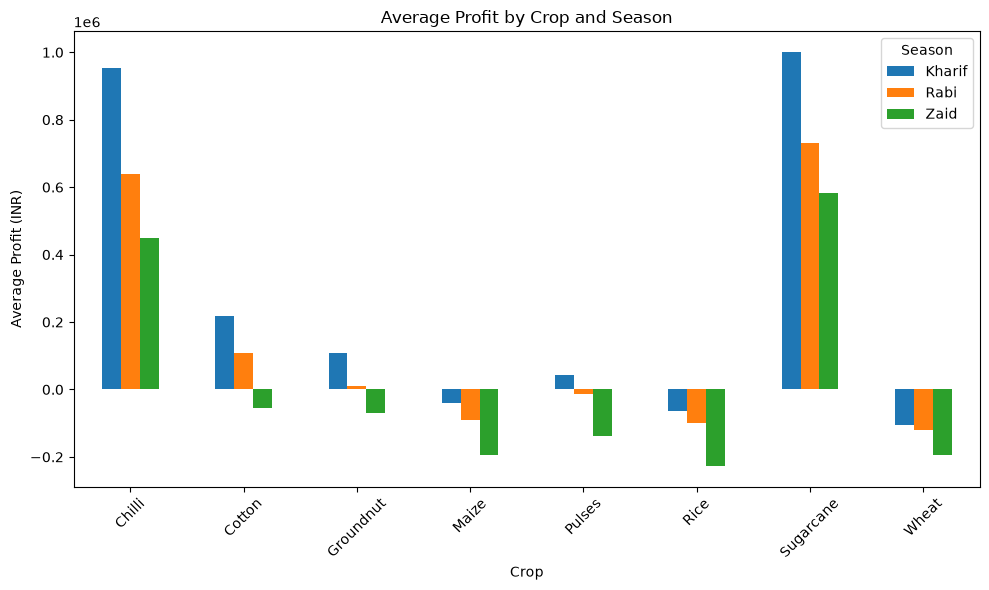 Average Profit by Crop and Season
1e6
Season
Kharif
Rabi
Zaid
1.0
0.8
0.6
0.4
0.2
0.0
−0.2
Average Profit (INR)
Chilli
Cotton
Groundnut
Maize
Pulses
Rice
Sugarcane
Wheat
Crop